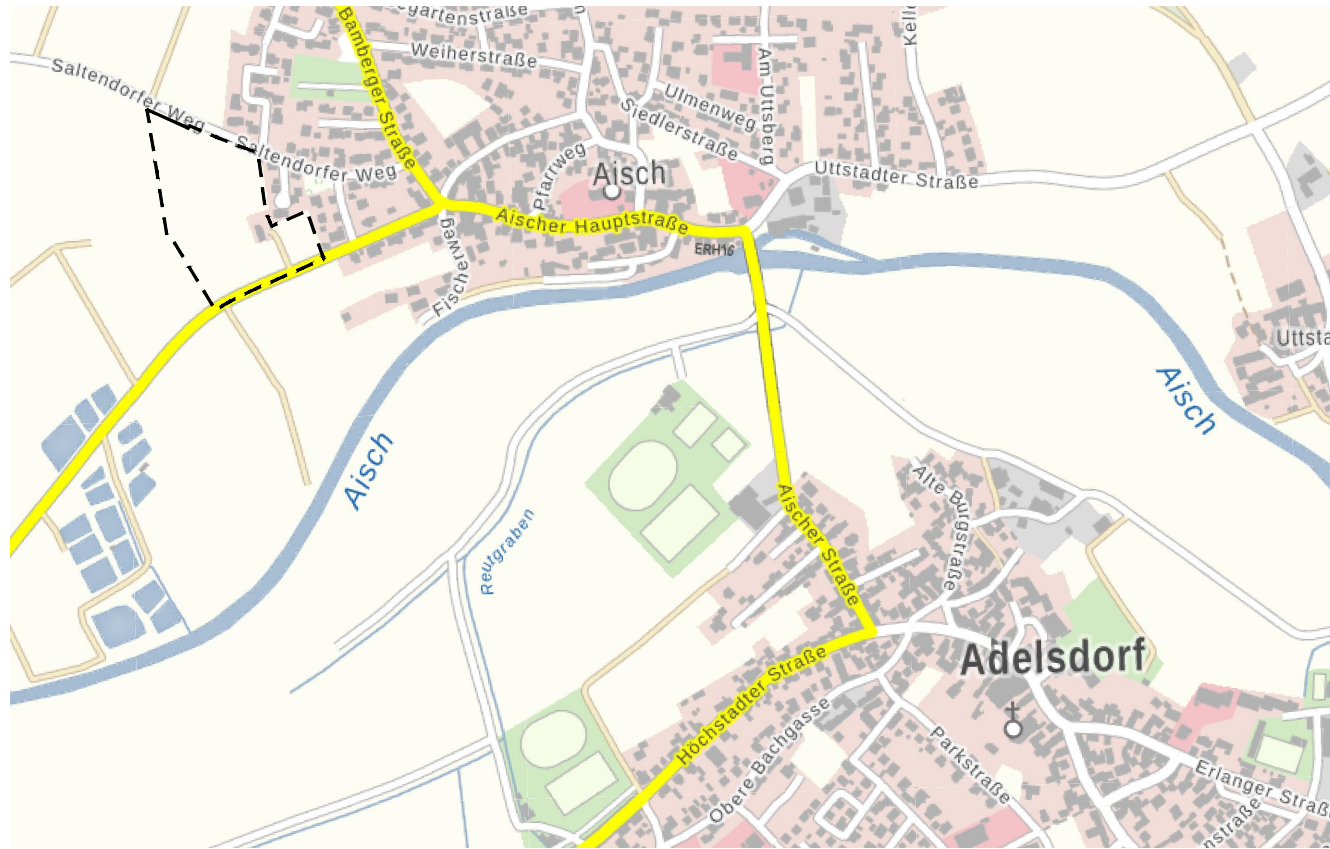 Bamberger Straße
Weiherstraße
Saltendorfer Weg
Ulmenweg
Siedlerstraße
Am Uttsberg
Saltendorfer Weg
Pfarrweg
Aisch
Uttstadter Straße
Aischer Hauptstraße
ERH16
Fischerweg
Aisch
Aisch
Reutgraben
Alte Burgstraße
Aischer Straße
Adelsdorf
Höchstadter Straße
Obere Bachgasse
Parkstraße
Erlanger Straß